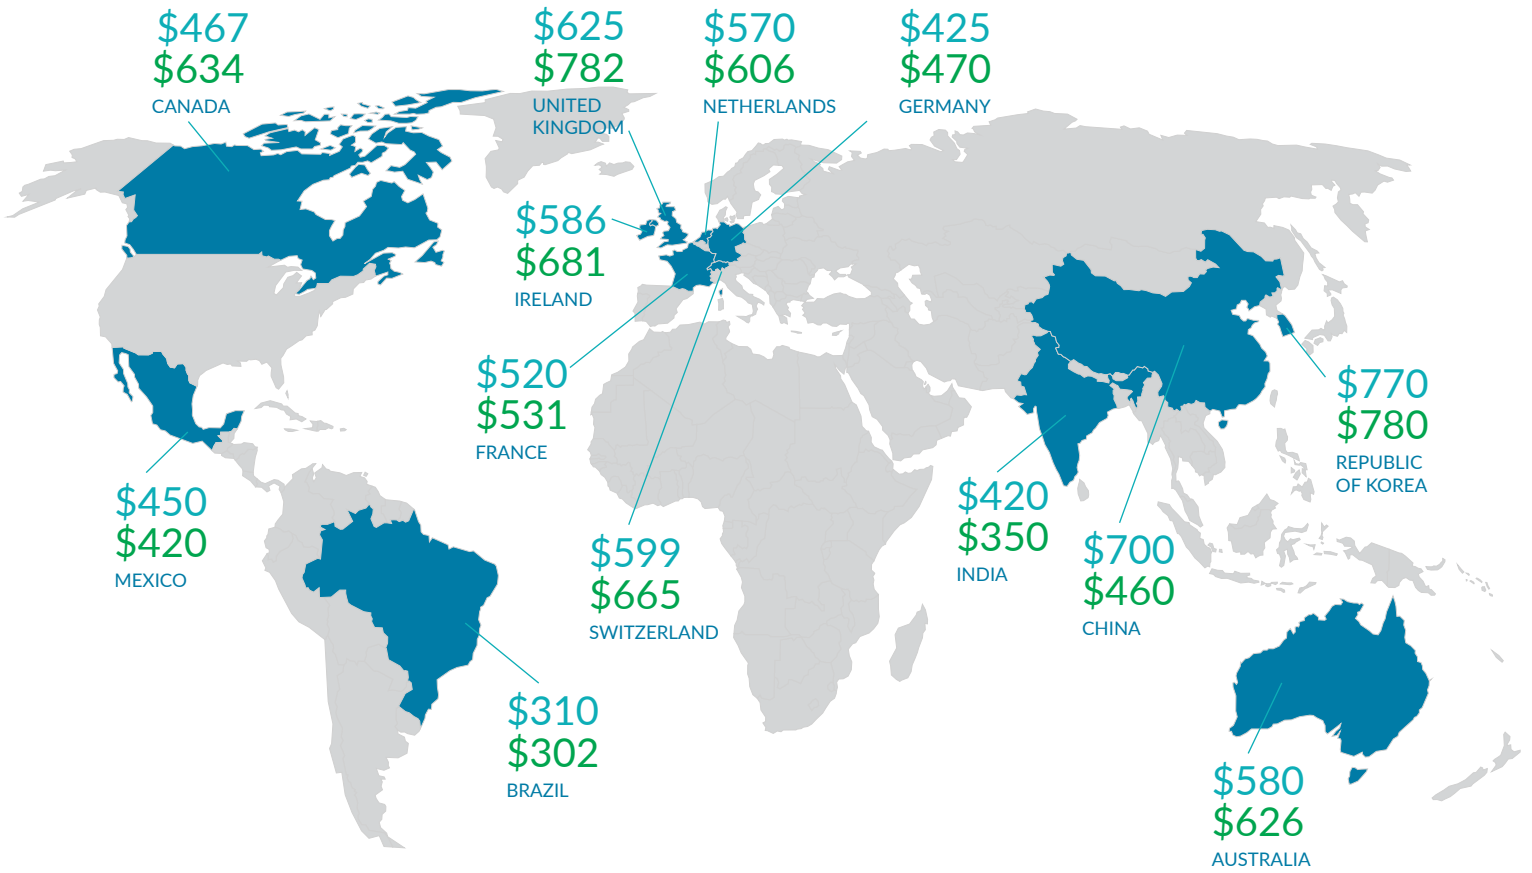 $467
$634
CANADA
$625
$782
UNITED
KINGDOM
$570
$606
NETHERLANDS
$425
$470
GERMANY
$586
$681
IRELAND
$520
$531
FRANCE
$770
$780
REPUBLIC
OF KOREA
$450
$420
MEXICO
$599
$665
SWITZERLAND
$420
$350
INDIA
$700
$460
CHINA
$310
$302
BRAZIL
$580
$626
AUSTRALIA